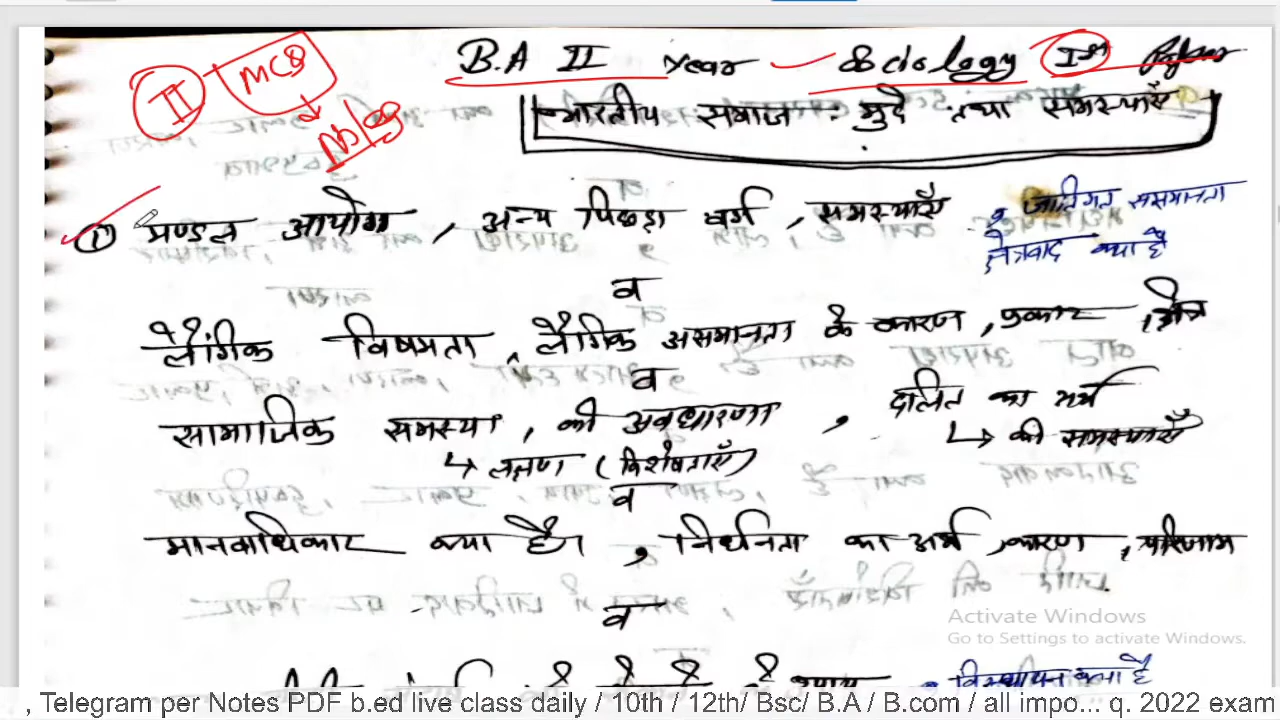 B.A II year Sociology Ist
II MCQ
भारतीय समाज : मुद्दे तथा समस्याएँ
① मण्डल आयोग, अन्य पिछड़ा वर्ग, समस्याएँ
जातिगत असमानता
क्षेत्रवाद क्या है
व
लैंगिक विषमता, लैंगिक असमानता के कारण, प्रकार, क्षेत्र
व
सामाजिक समस्या, की अवधारणा, दलित का अर्थ
↳ लक्षण (विशेषताएँ)
↳ की समस्याएँ
व
मानवाधिकार क्या है।, निर्धनता का अर्थ, कारण, परिणाम
व
विस्थापन क्या है
Activate Windows
Go to Settings to activate Windows.
, Telegram per Notes PDF b.ed live class daily / 10th / 12th/ Bsc/ B.A / B.com / all impo... q. 2022 exam